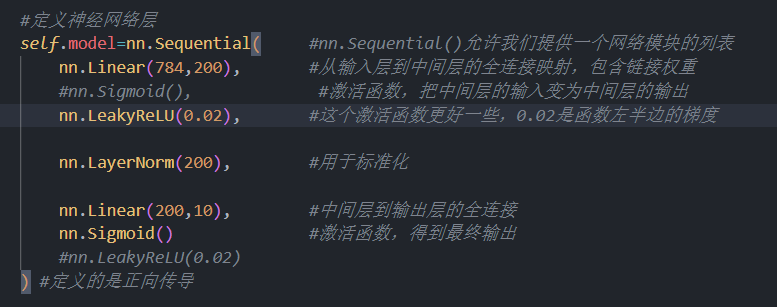 #定义神经网络层
self.model=nn.Sequential( #nn.Sequential()允许我们提供一个网络模块的列表
nn.Linear(784,200), #从输入层到中间层的全连接映射，包含链接权重
#nn.Sigmoid(), #激活函数，把中间层的输入变为中间层的输出
nn.LeakyReLU(0.02), #这个激活函数更好一些，0.02是函数左半边的梯度
nn.LayerNorm(200), #用于标准化
nn.Linear(200,10), #中间层到输出层的全连接
nn.Sigmoid() #激活函数，得到最终输出
#nn.LeakyReLU(0.02)
) #定义的是正向传导